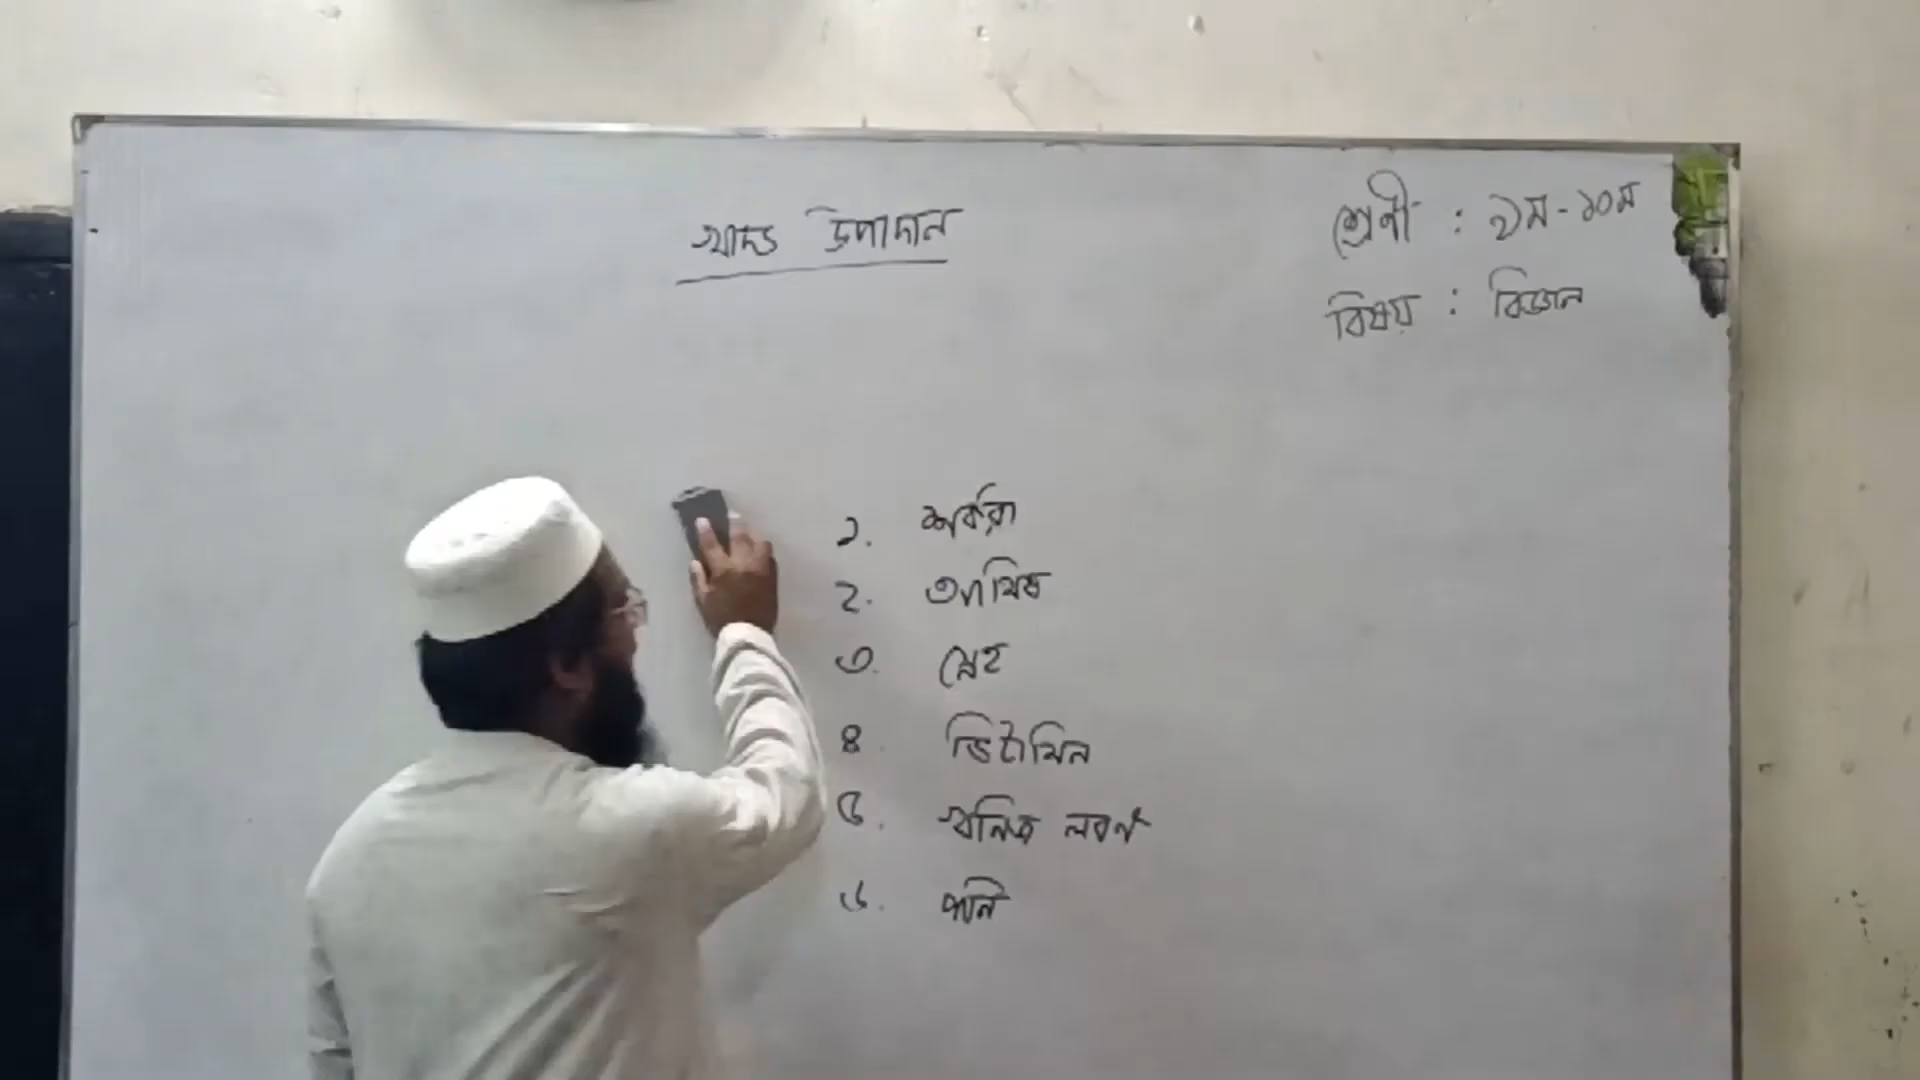 খাদ্য উপাদান
শ্রেণী : ৯ম-১০ম
বিষয় : বিজ্ঞান
১. শর্করা
২. আমিষ
৩. স্নেহ
৪. ভিটামিন
৫. খনিজ লবণ
৬. পানি